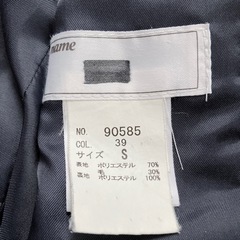 name
NO. 90585
COL 39
サイズ S
表地 ポリエステル 70%
毛 30%
裏地 ポリエステル 100%